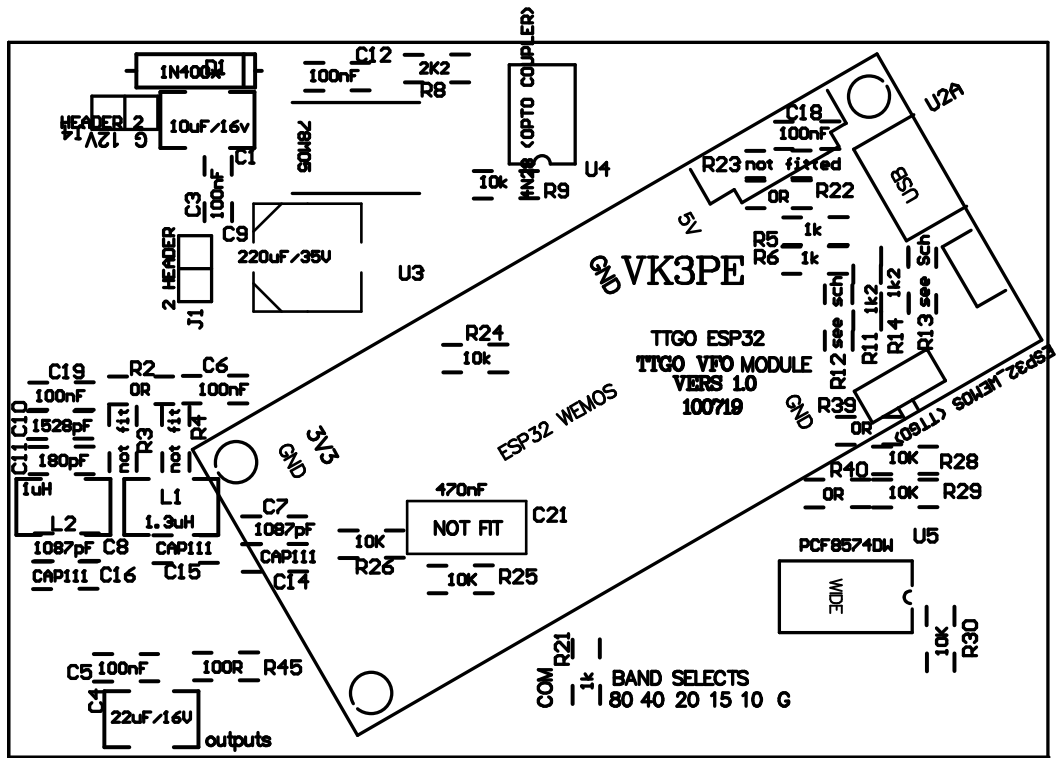 D1
1N400X
C12
100nF
2K2
R8
4N28 (OPTO COUPLER)
U4
HEADER 2
G 12V
10uF/16v
C1
78M05
10k
R9
100nF
C3
C9
220uF/35V
U3
2 HEADER
J1
U2A
USB
C18
100nF
R23 not fitted
0R
R22
R5
1k
R6
1k
5V
GND
VK3PE
see sch
R12
R11
1k2
R14
1k2
R13
see Sch
R24
10k
TTGO ESP32
TTGO VFO MODULE
VERS 1.0
100719
ESP32 WEMOS
GND
ESP32_WEMOS (TTGO)
R39
0R
R40
0R
10K
R28
10K
R29
C19
100nF
C10
1528pF
C11
180pF
R2
0R
C6
100nF
not fit
R3
not fit
R4
3V3
GND
1uH
L2
L1
1.3uH
1087pF
C8
CAP111
C16
CAP111
C15
C7
1087pF
CAP111
C14
10K
R26
470nF
NOT FIT
C21
10K
R25
U5
PCF8574DW
WIDE
10K
R30
C5
100nF
100R
R45
C4
22uF/16V
outputs
COM
R21
1k
BAND SELECTS
80 40 20 15 10 G